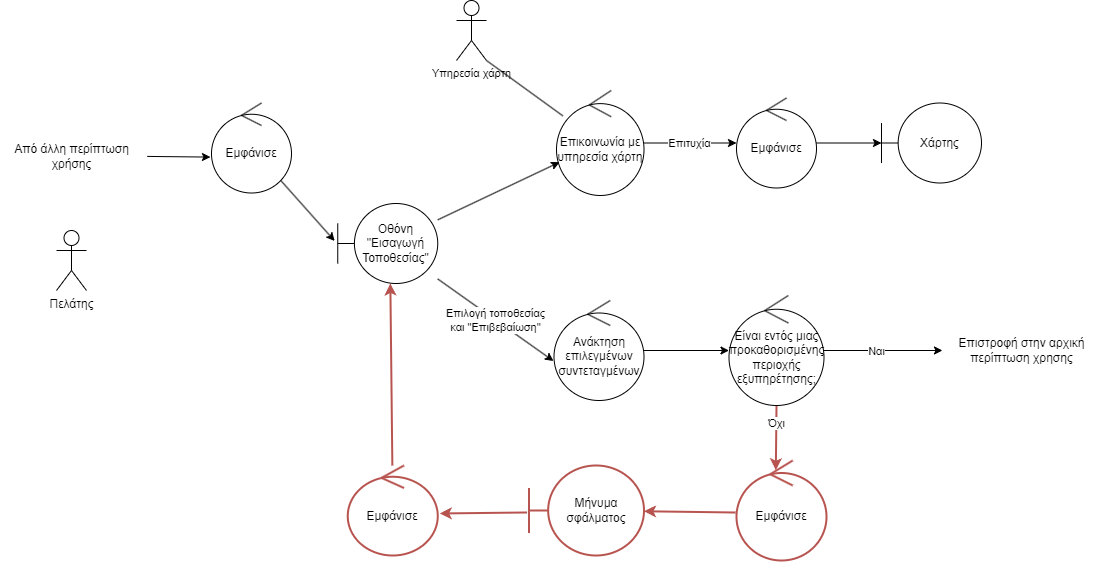 Υπηρεσία χάρτη
Από άλλη περίπτωση
χρήσης
Εμφάνισε
Επικοινωνία με
υπηρεσία χάρτη
Επιτυχία
Εμφάνισε
Χάρτης
Οθόνη
"Εισαγωγή
Τοποθεσίας"
Πελάτης
Επιλογή τοποθεσίας
και "Επιβεβαίωση"
Ανάκτηση
επιλεγμένων
συντεταγμένων
Είναι εντός μιας
προκαθορισμένης
περιοχής
εξυπηρέτησης;
Ναι
Επιστροφή στην αρχική
περίπτωση χρησης
Όχι
Εμφάνισε
Μήνυμα
σφάλματος
Εμφάνισε